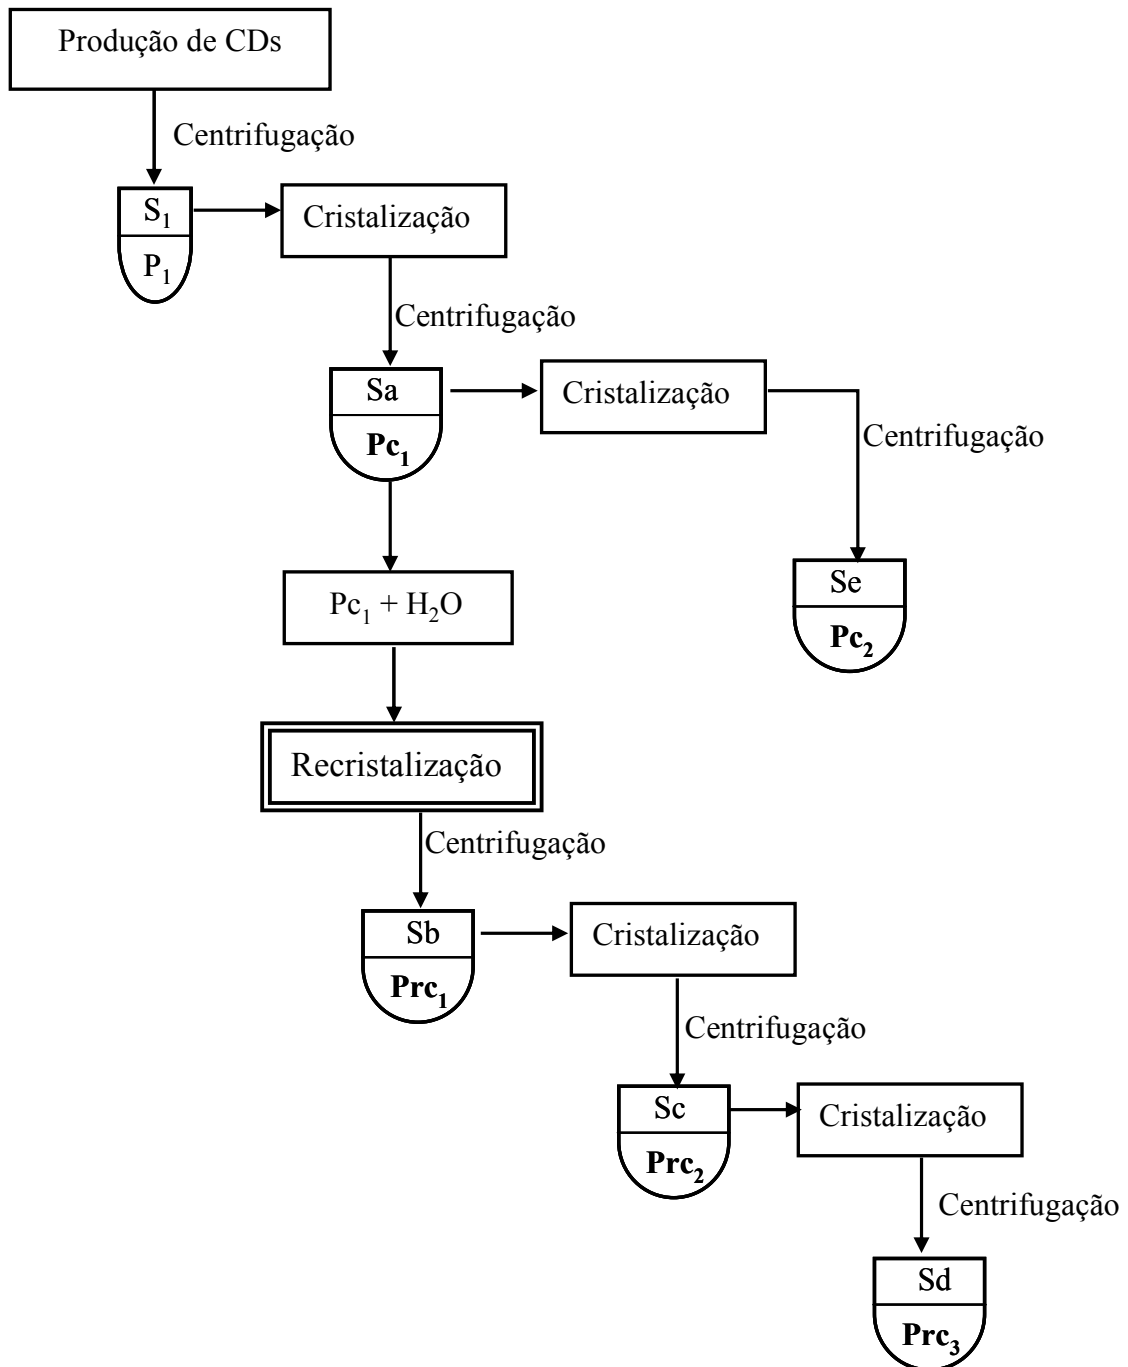 Produção de CDs
Centrifugação
S₁
P₁
Cristalização
Centrifugação
Sa
Pc₁
Cristalização
Centrifugação
Se
Pc₂
Pc₁ + H₂O
Recristalização
Centrifugação
Sb
Prc₁
Cristalização
Centrifugação
Sc
Prc₂
Cristalização
Centrifugação
Sd
Prc₃